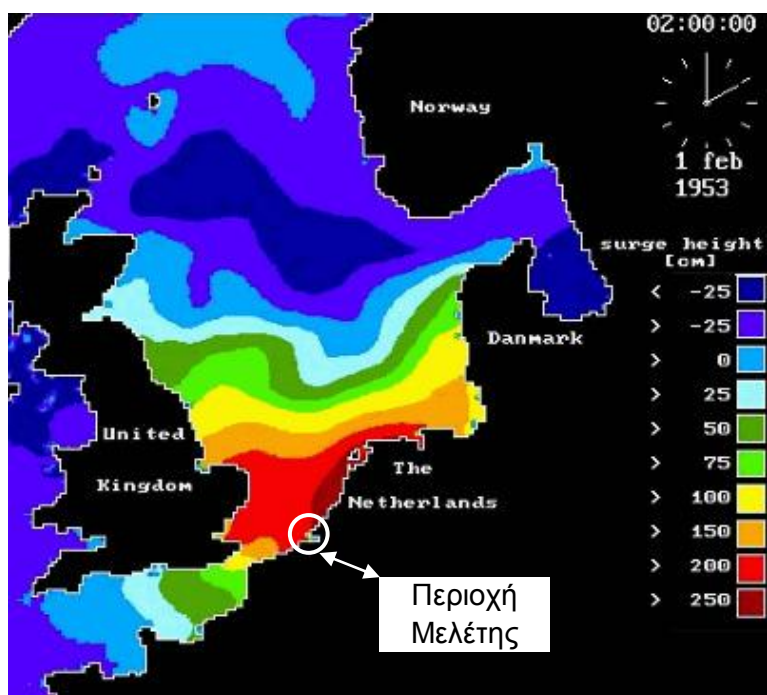 02:00:00
Norway
1 feb
1953
surge height
[cm]
< -25
> -25
> 0
> 25
> 50
> 75
> 100
> 150
> 200
> 250
Danmark
United
Kingdom
The
Netherlands
Περιοχή
Μελέτης